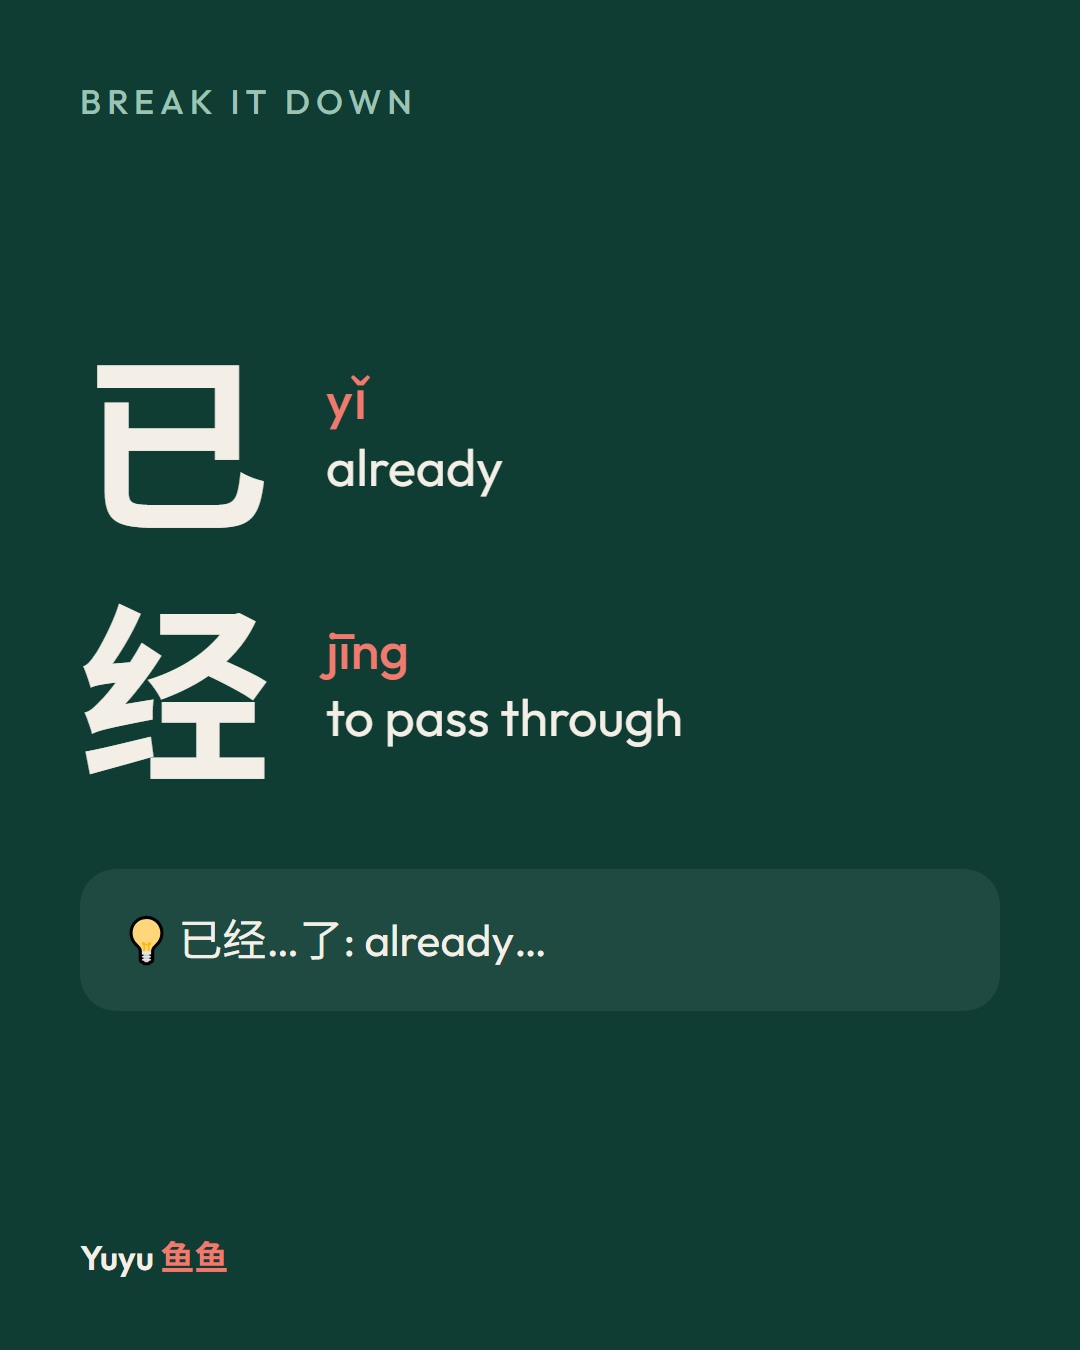 BREAK IT DOWN
已
yǐ
already
经
jīng
to pass through
💡 已经…了: already…
Yuyu 鱼鱼